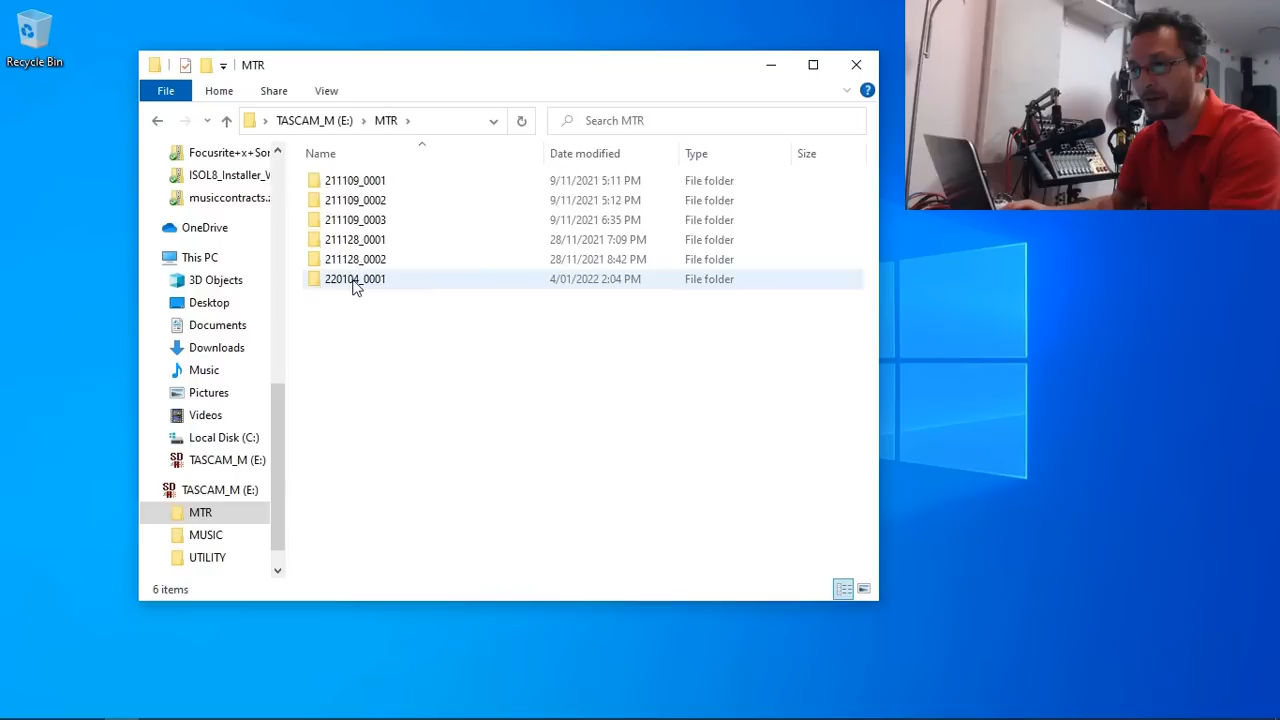 Recycle Bin
MTR
File
Home
Share
View
TASCAM_M (E:)
MTR
Search MTR
Name
Date modified
Type
Size
211109_0001
9/11/2021 5:11 PM
File folder
211109_0002
9/11/2021 5:12 PM
File folder
211109_0003
9/11/2021 6:35 PM
File folder
211128_0001
28/11/2021 7:09 PM
File folder
211128_0002
28/11/2021 8:42 PM
File folder
220104_0001
4/01/2022 2:04 PM
File folder
Focusrite+x+Sor
ISOL8_Installer_W
musiccontracts.z
OneDrive
This PC
3D Objects
Desktop
Documents
Downloads
Music
Pictures
Videos
Local Disk (C:)
TASCAM_M (E:)
TASCAM_M (E:)
MTR
MUSIC
UTILITY
6 items